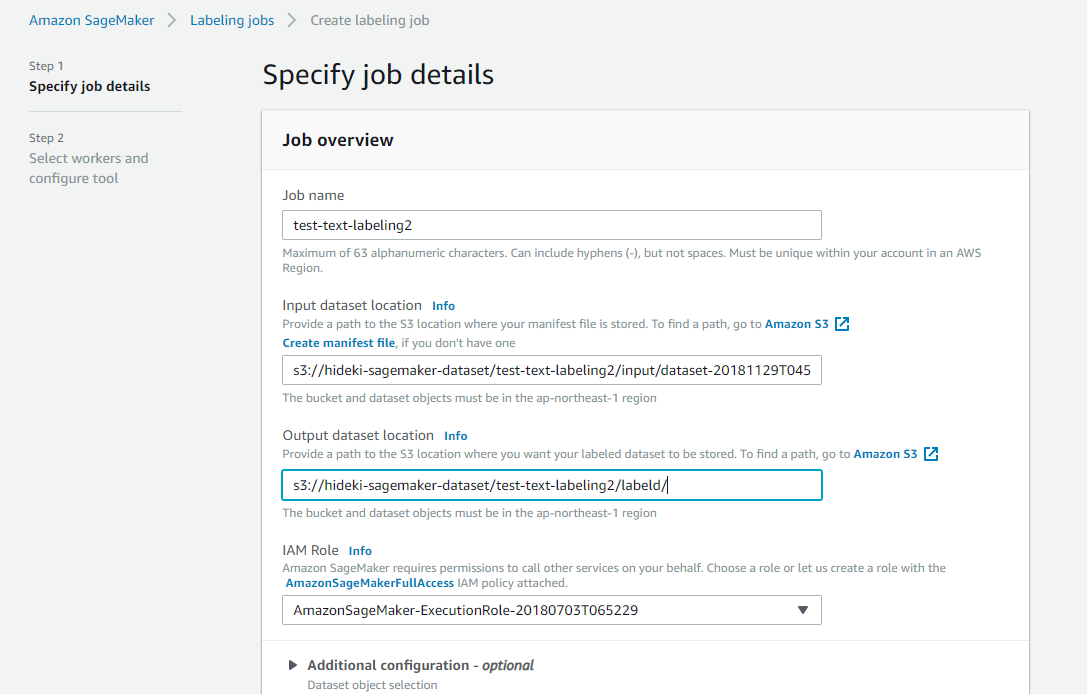 Amazon SageMaker > Labeling jobs > Create labeling job
Step 1
Specify job details
Step 2
Select workers and
configure tool
Specify job details
Job overview
Job name
test-text-labeling2
Maximum of 63 alphanumeric characters. Can include hyphens (-), but not spaces. Must be unique within your account in an AWS
Region.
Input dataset location Info
Provide a path to the S3 location where your manifest file is stored. To find a path, go to Amazon S3
Create manifest file, if you don't have one
s3://hideki-sagemaker-dataset/test-text-labeling2/input/dataset-20181129T045
The bucket and dataset objects must be in the ap-northeast-1 region
Output dataset location Info
Provide a path to the S3 location where you want your labeled dataset to be stored. To find a path, go to Amazon S3
s3://hideki-sagemaker-dataset/test-text-labeling2/labeld/
The bucket and dataset objects must be in the ap-northeast-1 region
IAM Role Info
Amazon SageMaker requires permissions to call other services on your behalf. Choose a role or let us create a role with the
AmazonSageMakerFullAccess IAM policy attached.
AmazonSageMaker-ExecutionRole-20180703T065229
Additional configuration - optional
Dataset object selection